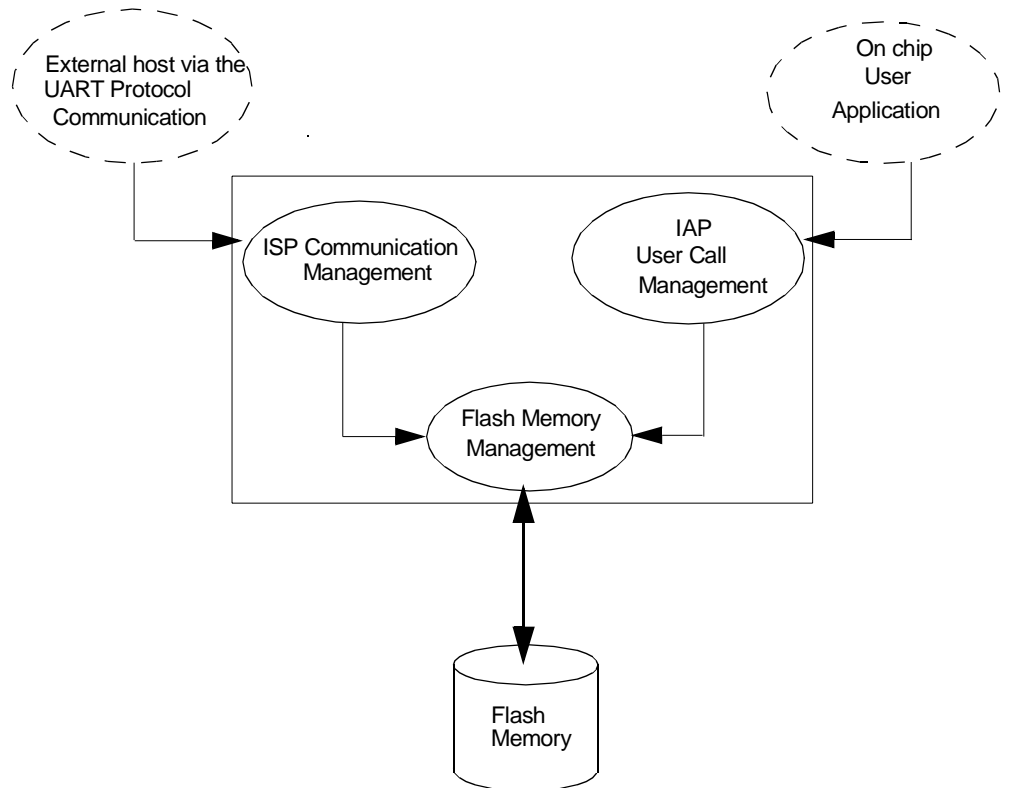 External host via the
UART Protocol
Communication
On chip
User
Application
ISP Communication
Management
IAP
User Call
Management
Flash Memory
Management
Flash
Memory